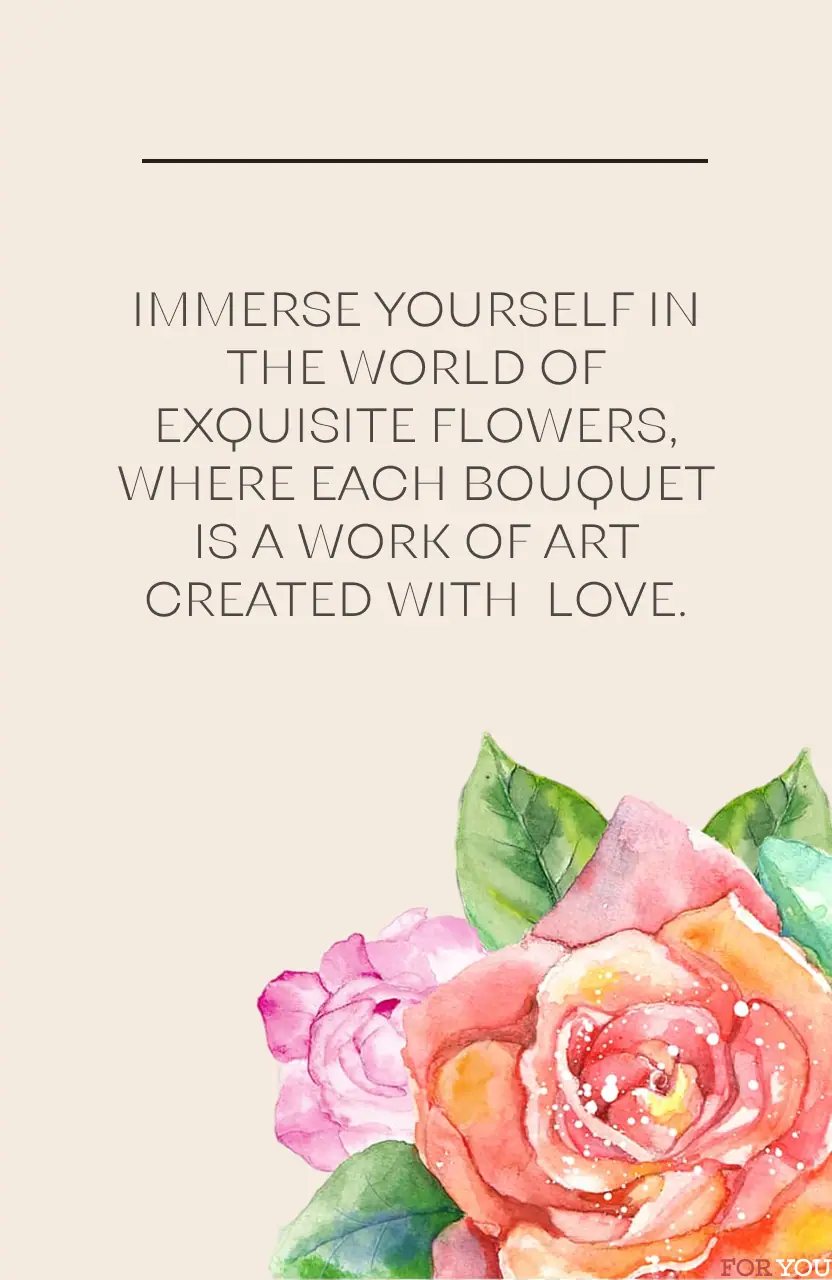 IMMERSE YOURSELF IN
THE WORLD OF
EXQUISITE FLOWERS,
WHERE EACH BOUQUET
IS A WORK OF ART
CREATED WITH  LOVE.
FOR YOU